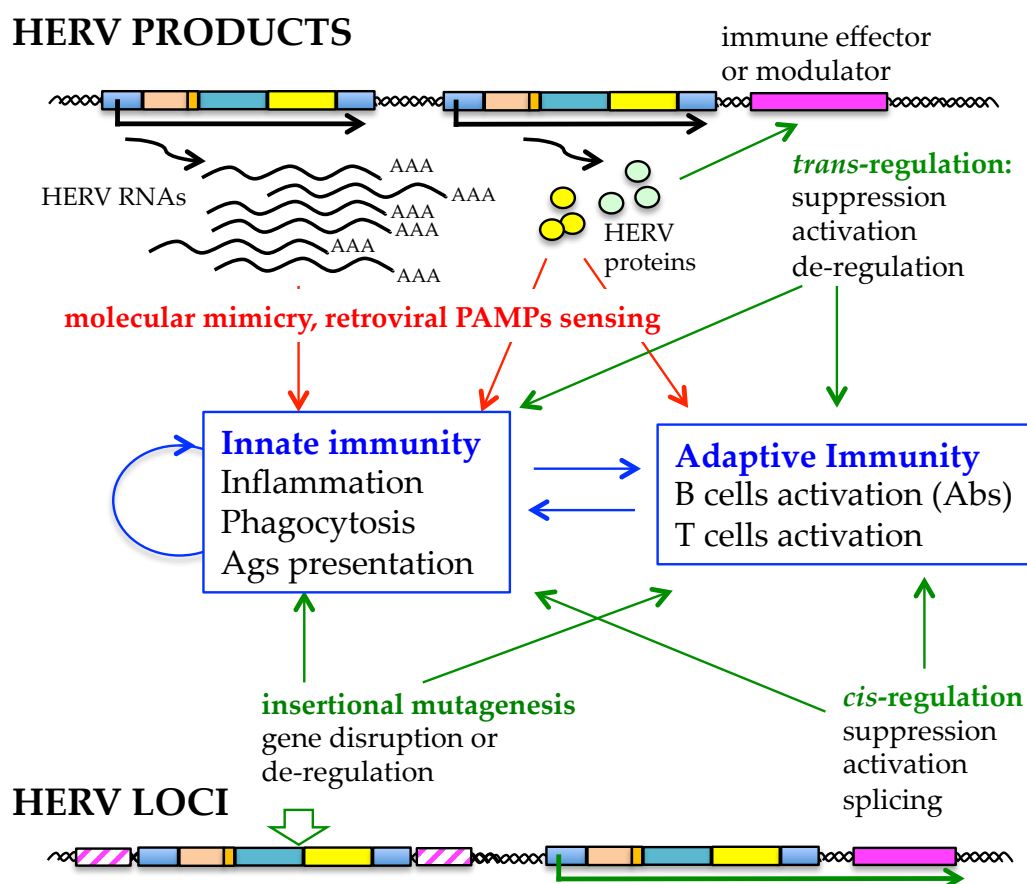 HERV PRODUCTS
immune effector
or modulator
HERV RNAs
AAA
AAA
AAA
AAA
AAA
AAA
HERV
proteins
trans-regulation:
suppression
activation
de-regulation
molecular mimicry, retroviral PAMPs sensing
Innate immunity
Inflammation
Phagocytosis
Ags presentation
Adaptive Immunity
B cells activation (Abs)
T cells activation
insertional mutagenesis
gene disruption or
de-regulation
cis-regulation
suppression
activation
splicing
HERV LOCI